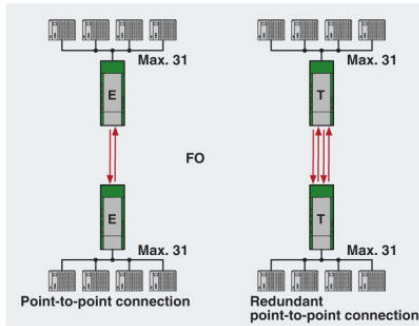 Max. 31
Max. 31
E
T
FO
E
T
Max. 31
Max. 31
Point-to-point connection
Redundant
point-to-point connection